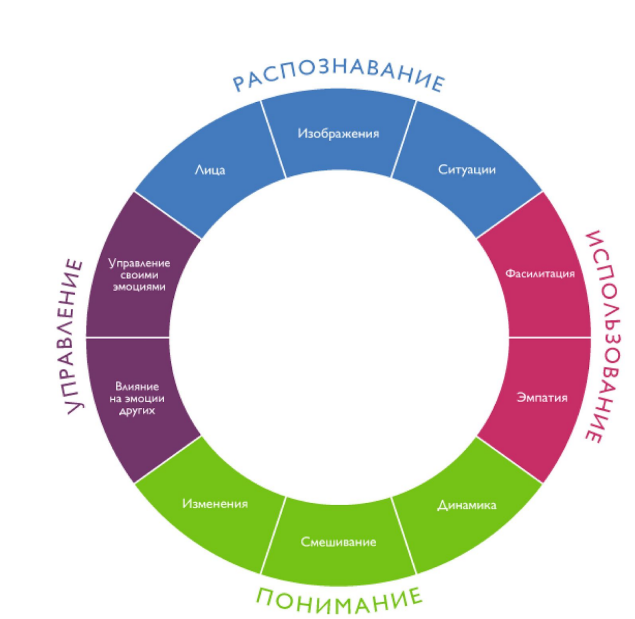 РАСПОЗНАВАНИЕ
Изображения
Лица
Ситуации
ИСПОЛЬЗОВАНИЕ
Фасилитация
Эмпатия
УПРАВЛЕНИЕ
Управление
своими
эмоциями
Влияние
на эмоции
других
Изменения
Смешивание
Динамика
ПОНИМАНИЕ